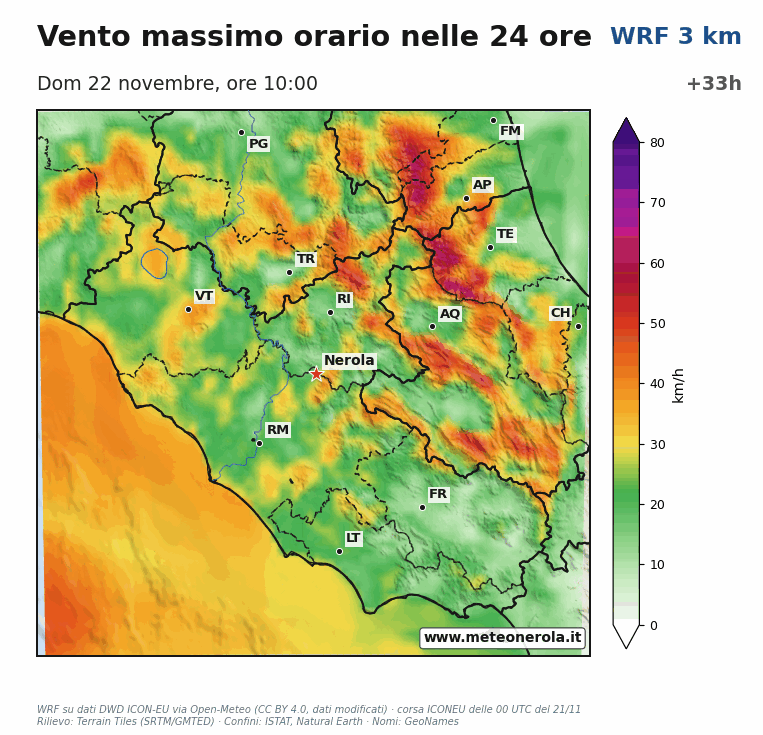 Vento massimo orario nelle 24 ore WRF 3 km
Dom 22 novembre, ore 10:00 +33h
FM
PG
AP
TE
TR
VT
RI
AQ
CH
Nerola
RM
FR
LT
www.meteonerola.it
80
70
60
50
40
30
20
10
0
km/h
WRF su dati DWD ICON-EU via Open-Meteo (CC BY 4.0, dati modificati) · corsa ICONEU delle 00 UTC del 21/11
Rilievo: Terrain Tiles (SRTM/GMTED) · Confini: ISTAT, Natural Earth · Nomi: GeoNames